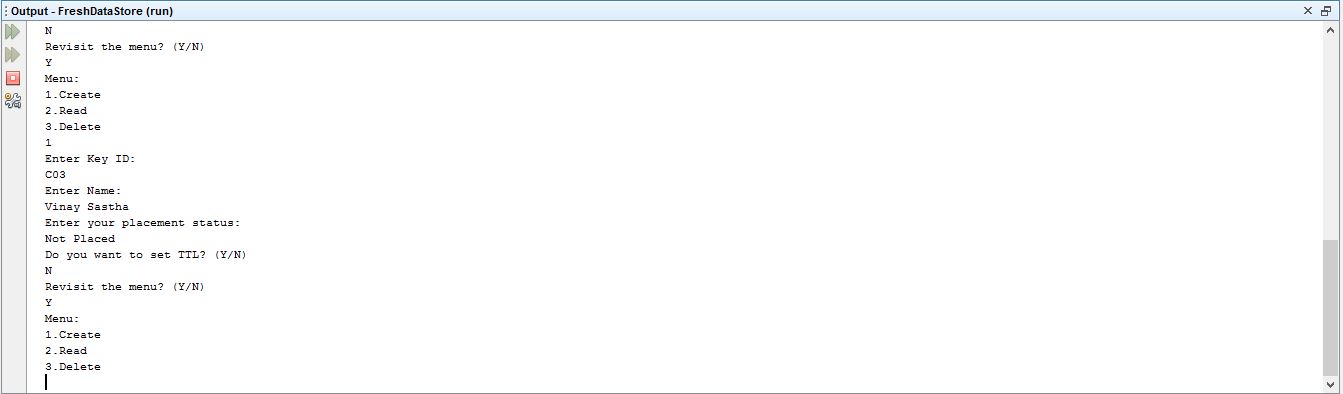 Output - FreshDataStore (run)
N
Revisit the menu? (Y/N)
Y
Menu:
1.Create
2.Read
3.Delete
1
Enter Key ID:
C03
Enter Name:
Vinay Sastha
Enter your placement status:
Not Placed
Do you want to set TTL? (Y/N)
N
Revisit the menu? (Y/N)
Y
Menu:
1.Create
2.Read
3.Delete